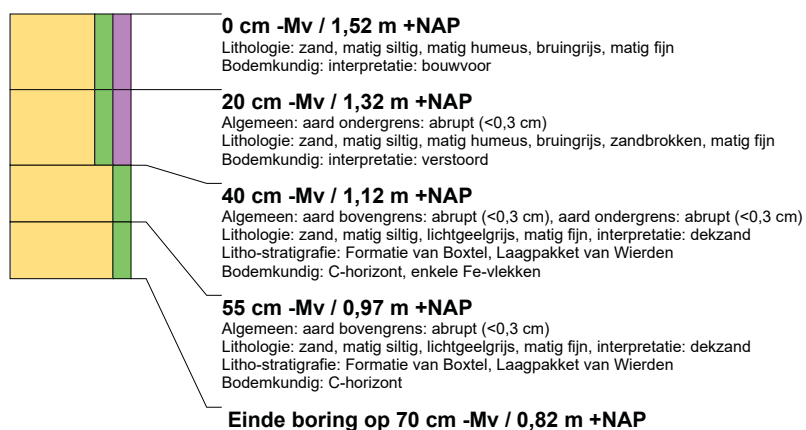 0 cm -Mv / 1,52 m +NAP
Lithologie: zand, matig siltig, matig humeus, bruingrijs, matig fijn
Bodemkundig: interpretatie: bouwvoor
20 cm -Mv / 1,32 m +NAP
Algemeen: aard ondergrens: abrupt (<0,3 cm)
Lithologie: zand, matig siltig, matig humeus, bruingrijs, zandbrokken, matig fijn
Bodemkundig: interpretatie: verstoord
40 cm -Mv / 1,12 m +NAP
Algemeen: aard bovengrens: abrupt (<0,3 cm), aard ondergrens: abrupt (<0,3 cm)
Lithologie: zand, matig siltig, lichtgeelgrijs, matig fijn, interpretatie: dekzand
Litho-stratigrafie: Formatie van Boxtel, Laagpakket van Wierden
Bodemkundig: C-horizont, enkele Fe-vlekken
55 cm -Mv / 0,97 m +NAP
Algemeen: aard bovengrens: abrupt (<0,3 cm)
Lithologie: zand, matig siltig, lichtgeelgrijs, matig fijn, interpretatie: dekzand
Litho-stratigrafie: Formatie van Boxtel, Laagpakket van Wierden
Bodemkundig: C-horizont
Einde boring op 70 cm -Mv / 0,82 m +NAP